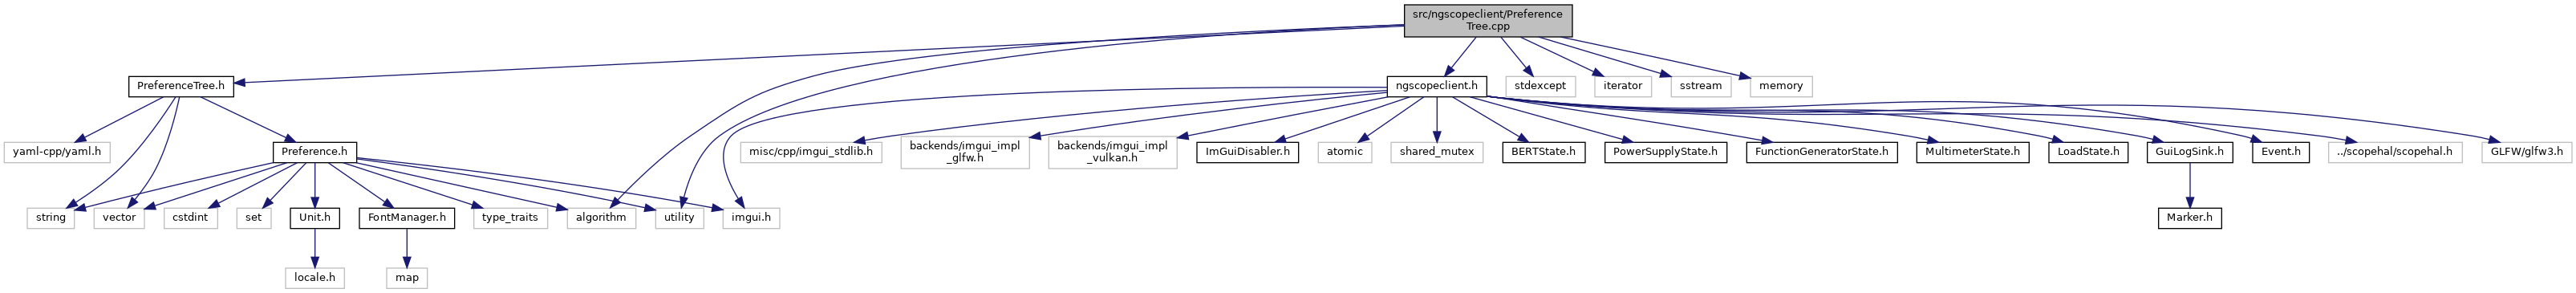 src/ngscopeclient/Preference
Tree.cpp
PreferenceTree.h
ngscopeclient.h
stdexcept
iterator
sstream
memory
yaml-cpp/yaml.h
Preference.h
misc/cpp/imgui_stdlib.h
backends/imgui_impl
_glfw.h
backends/imgui_impl
_vulkan.h
ImGuiDisabler.h
atomic
shared_mutex
BERTState.h
PowerSupplyState.h
FunctionGeneratorState.h
MultimeterState.h
LoadState.h
GuiLogSink.h
Event.h
../scopehal/scopehal.h
GLFW/glfw3.h
string
vector
cstdint
set
Unit.h
FontManager.h
type_traits
algorithm
utility
imgui.h
Marker.h
locale.h
map